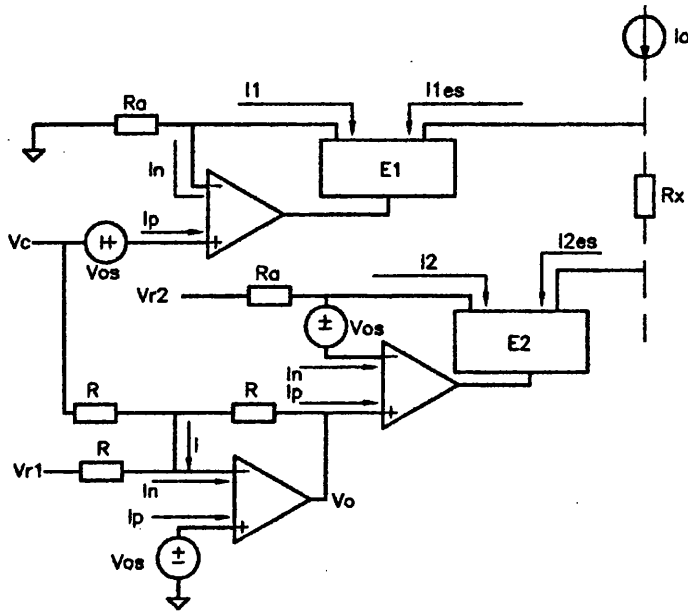 Io
I1
I1es
Ra
In
E1
Ip
Rx
Vc
Vos
Ra
I2
I2es
Vr2
Vos
E2
In
Ip
R
R
I
R
Vr1
In
Vo
Ip
Vos